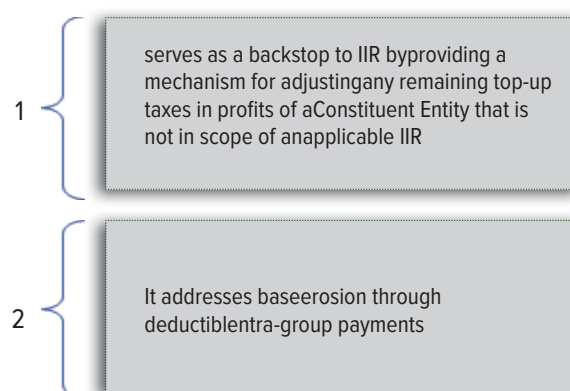 1
serves as a backstop to IIR byproviding a
mechanism for adjustingany remaining top-up
taxes in profits of aConstituent Entity that is
not in scope of anapplicable IIR
2
It addresses baseerosion through
deductiblentra-group payments